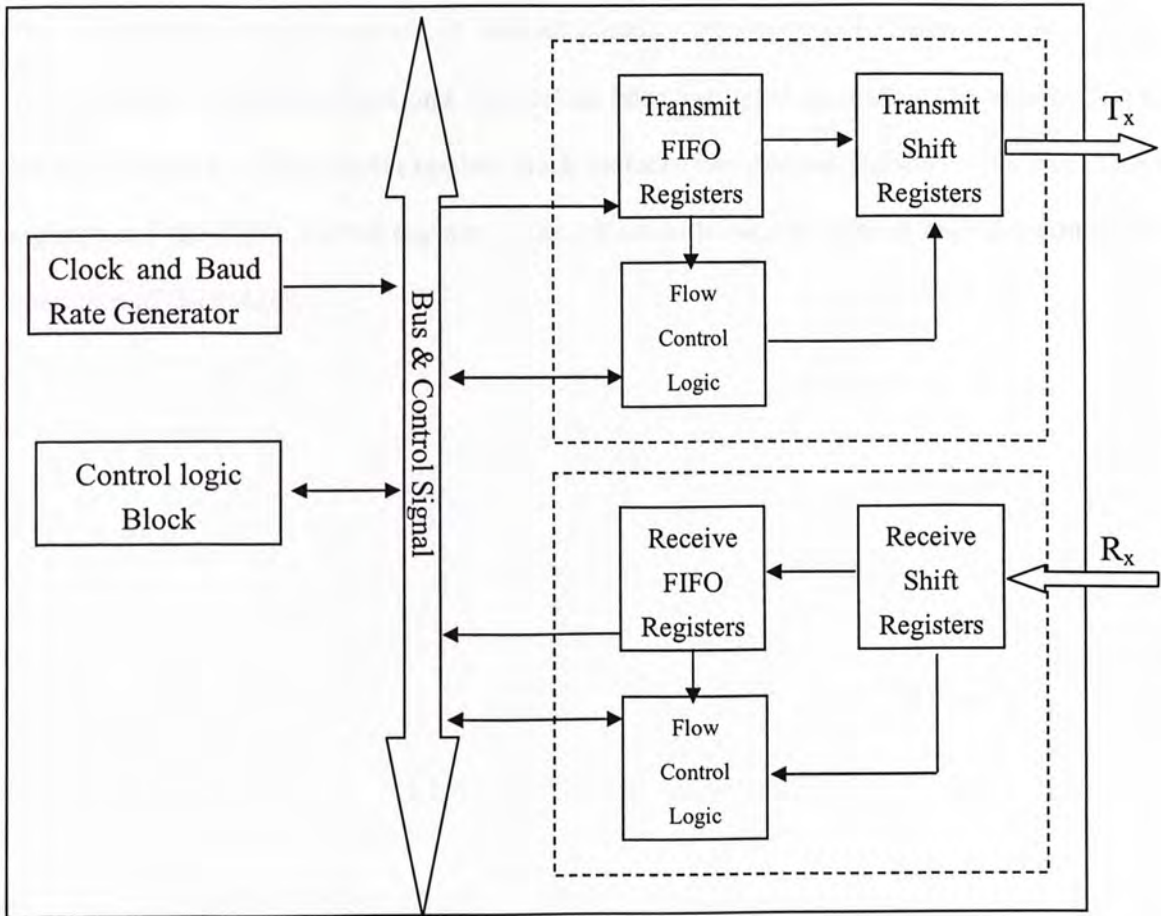 Transmit
FIFO
Registers
Transmit
Shift
Registers
Tx
Clock and Baud
Rate Generator
Bus & Control Signal
Flow
Control
Logic
Control logic
Block
Receive
FIFO
Registers
Receive
Shift
Registers
Rx
Flow
Control
Logic